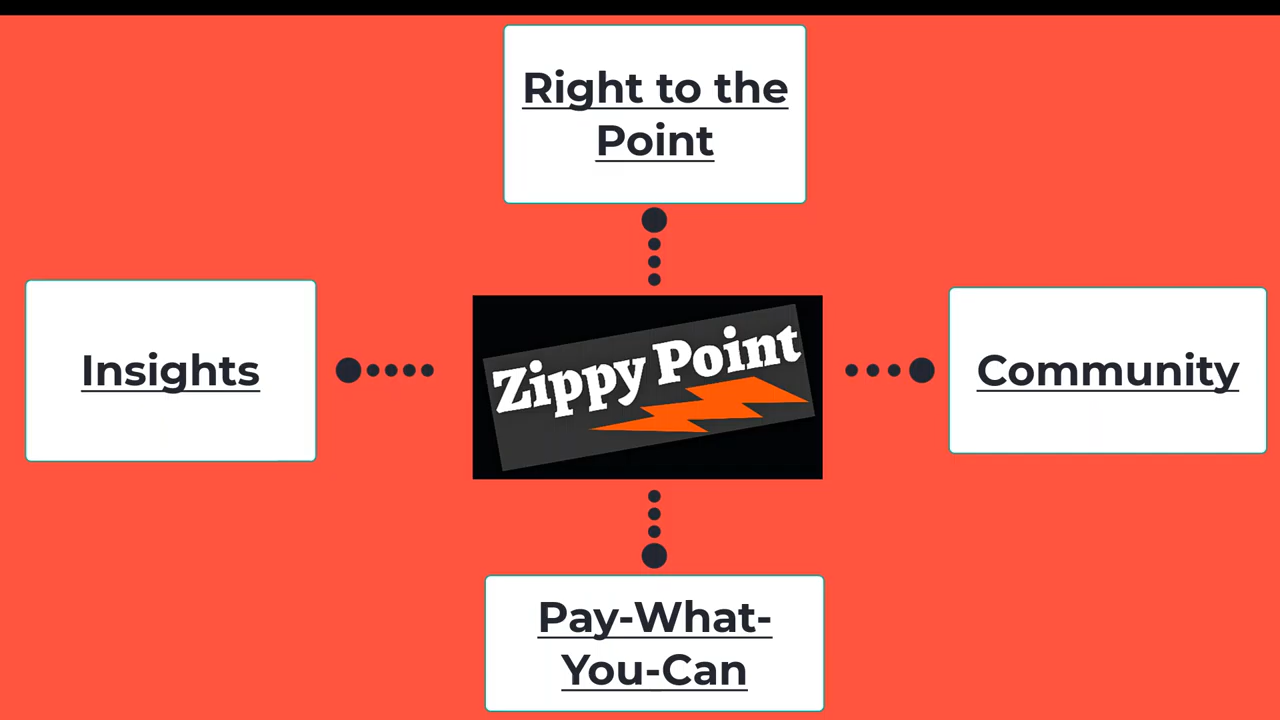 Right to the
Point
Insights
Zippy Point
Community
Pay-What-
You-Can